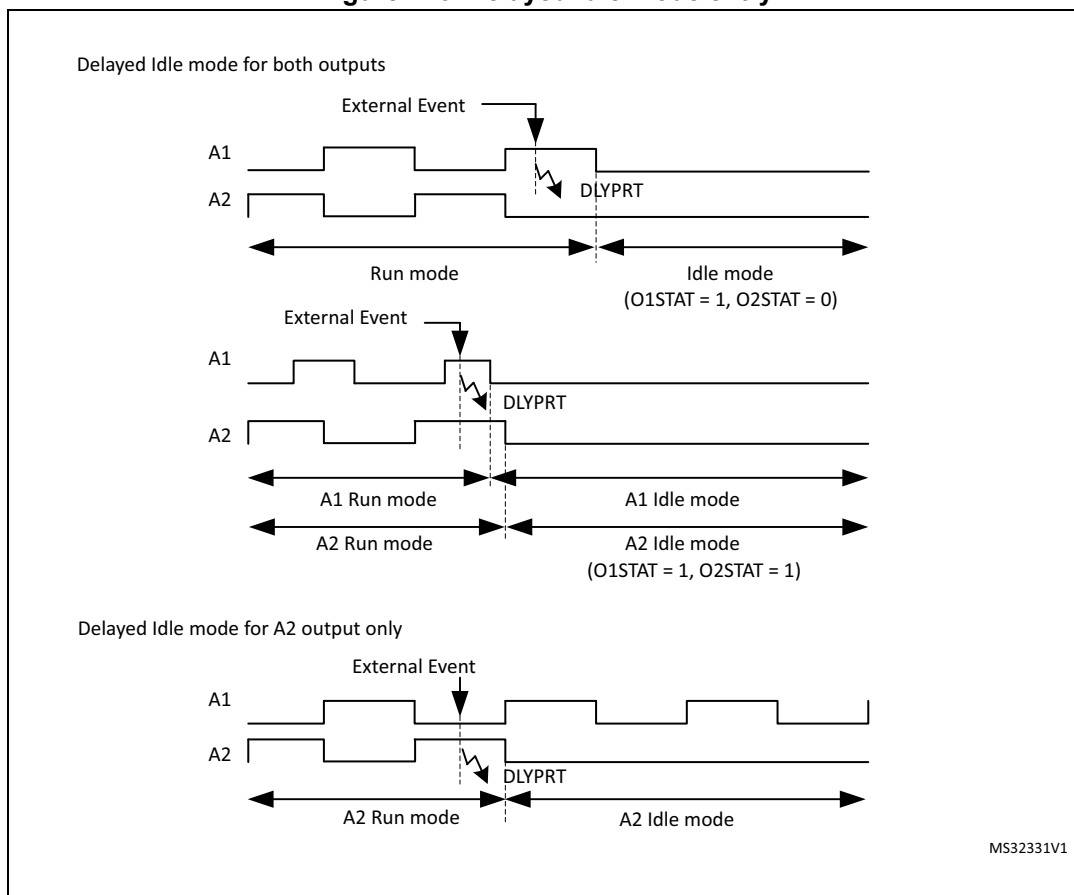 Delayed Idle mode for both outputs
External Event
A1
DLYPRT
A2
Run mode
Idle mode
(O1STAT = 1, O2STAT = 0)
External Event
A1
DLYPRT
A2
A1 Run mode
A1 Idle mode
A2 Run mode
A2 Idle mode
(O1STAT = 1, O2STAT = 1)
Delayed Idle mode for A2 output only
External Event
A1
A2
DLYPRT
A2 Run mode
A2 Idle mode
MS32331V1